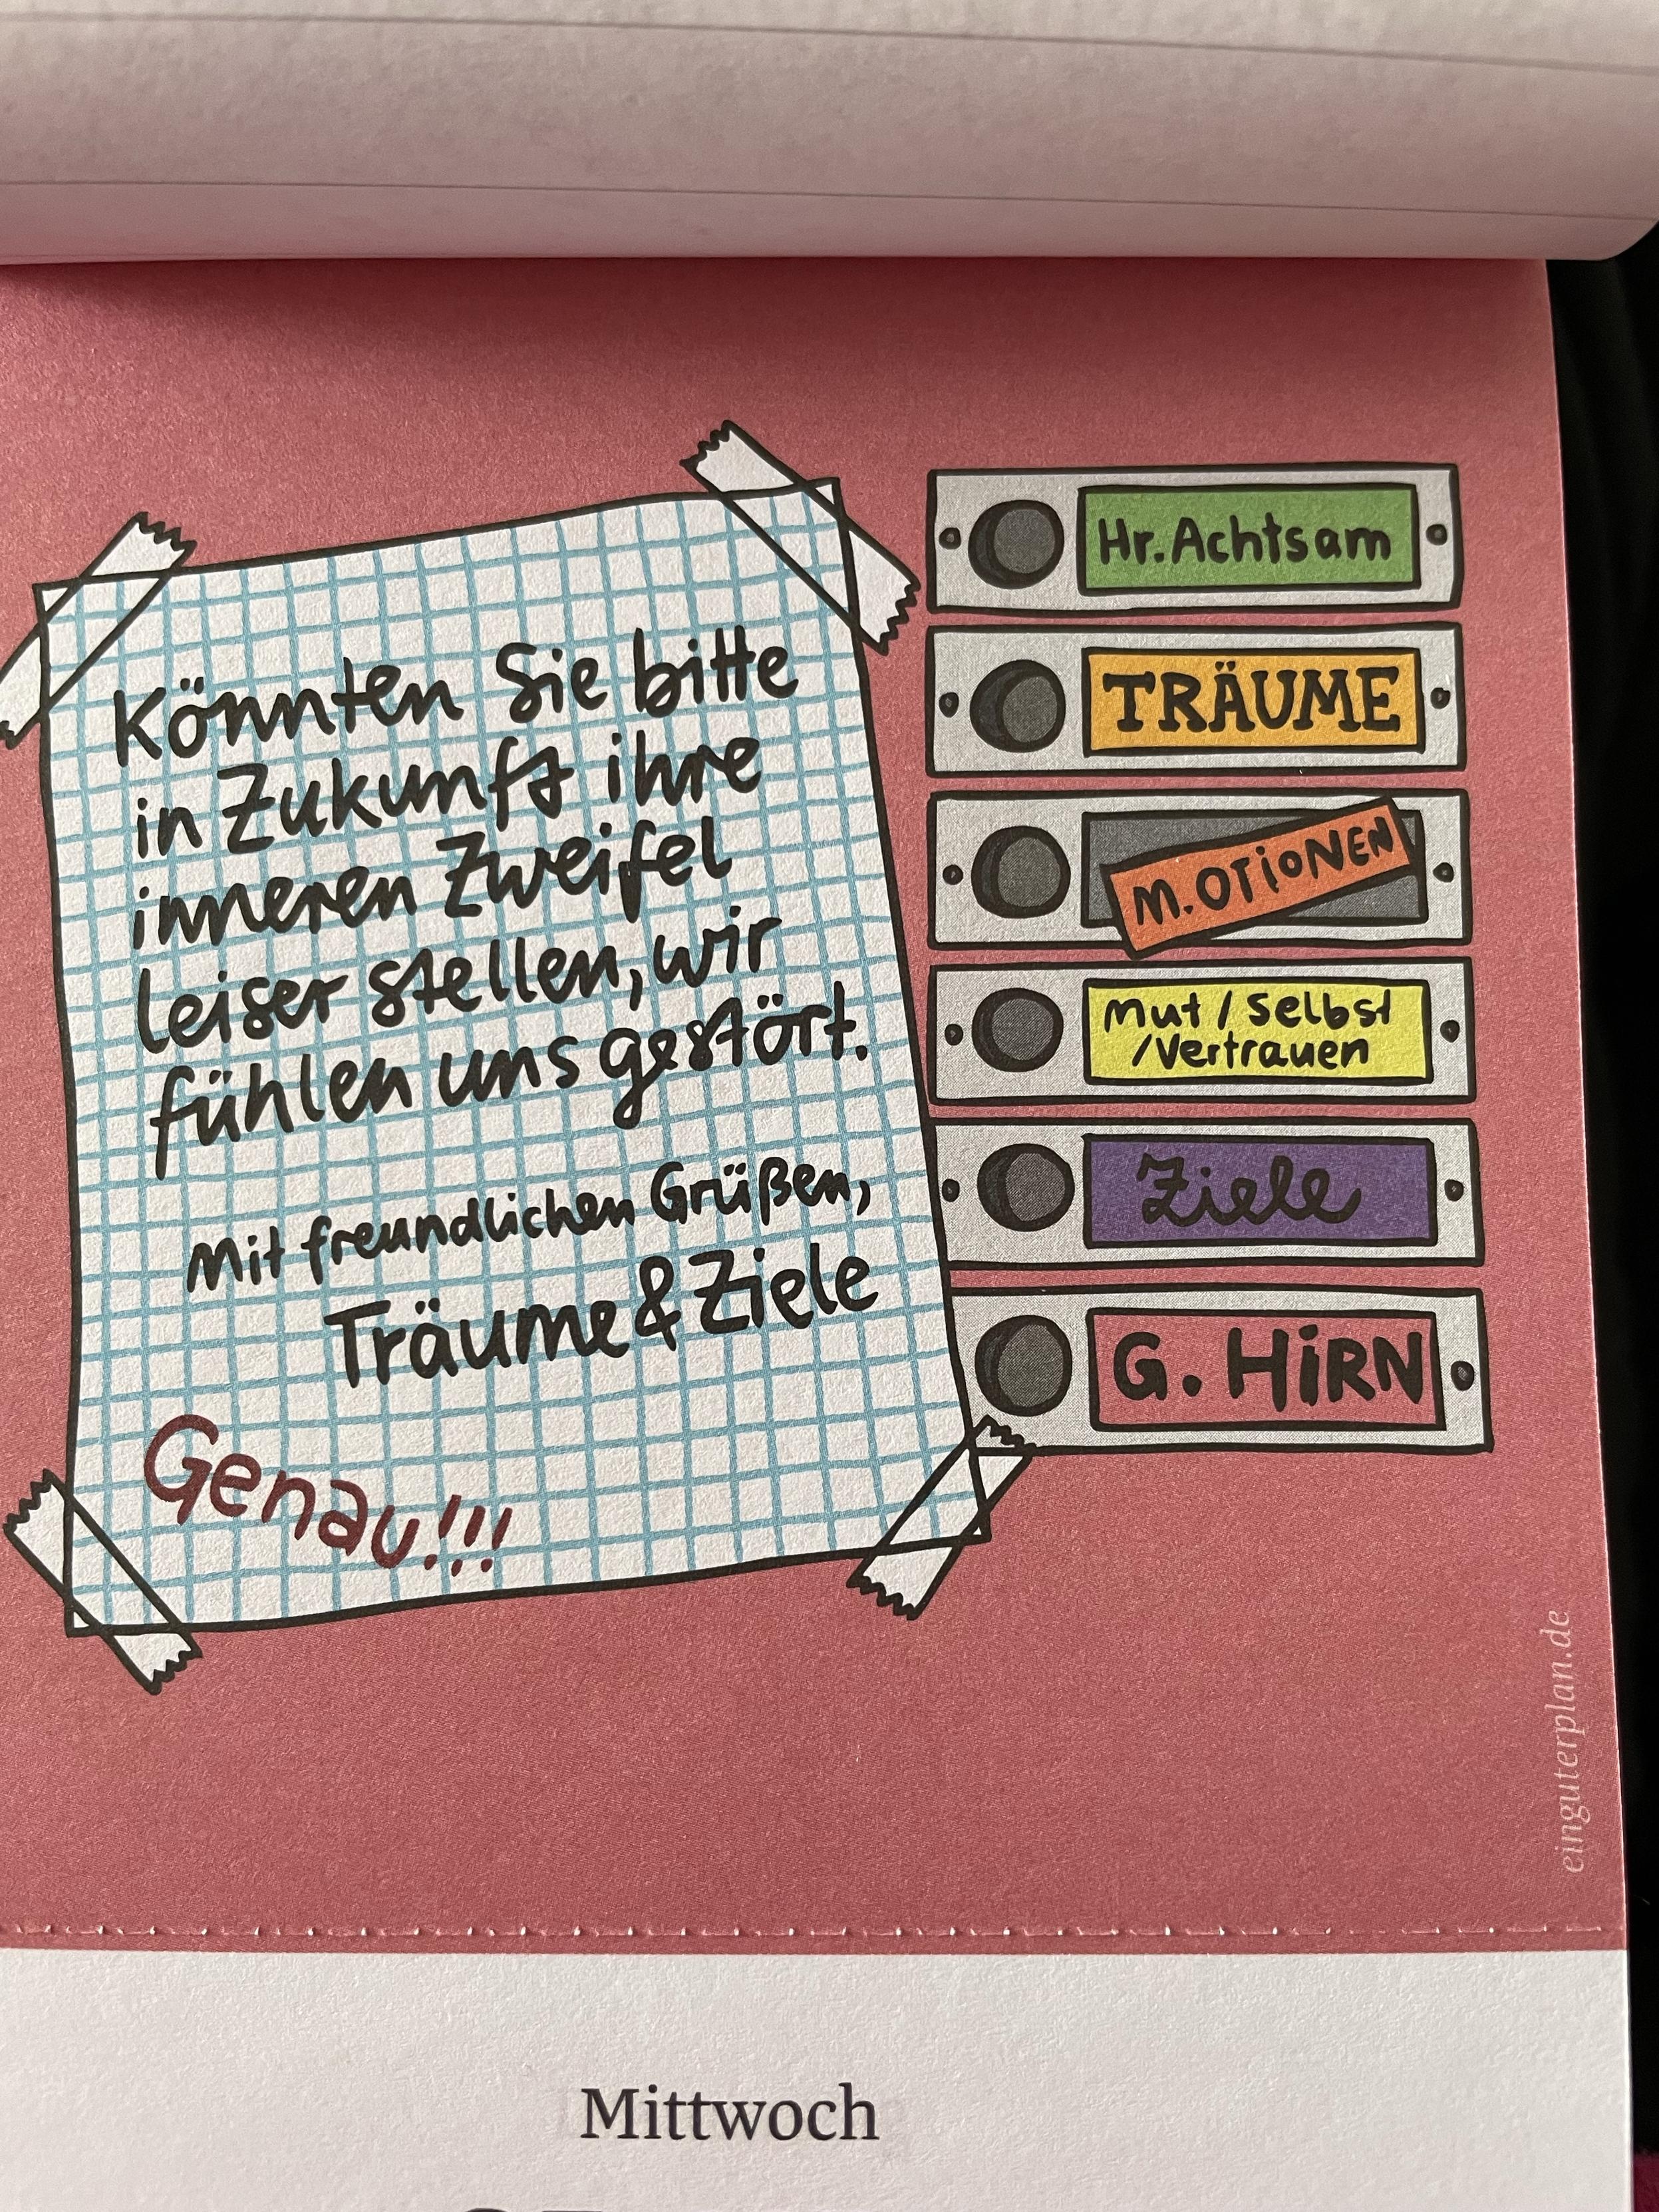 Könnten Sie bitte
in Zukunft ihre
inneren Zweifel
leiser stellen, wir
fühlen uns gestört.
Mit freundlichen Grüßen,
Träume & Ziele
Genau!!!
Hr. Achtsam
TRÄUME
M. OTiONEN
Mut / Selbst
/Vertrauen
Ziele
G. HiRN
einguterplan.de
Mittwoch